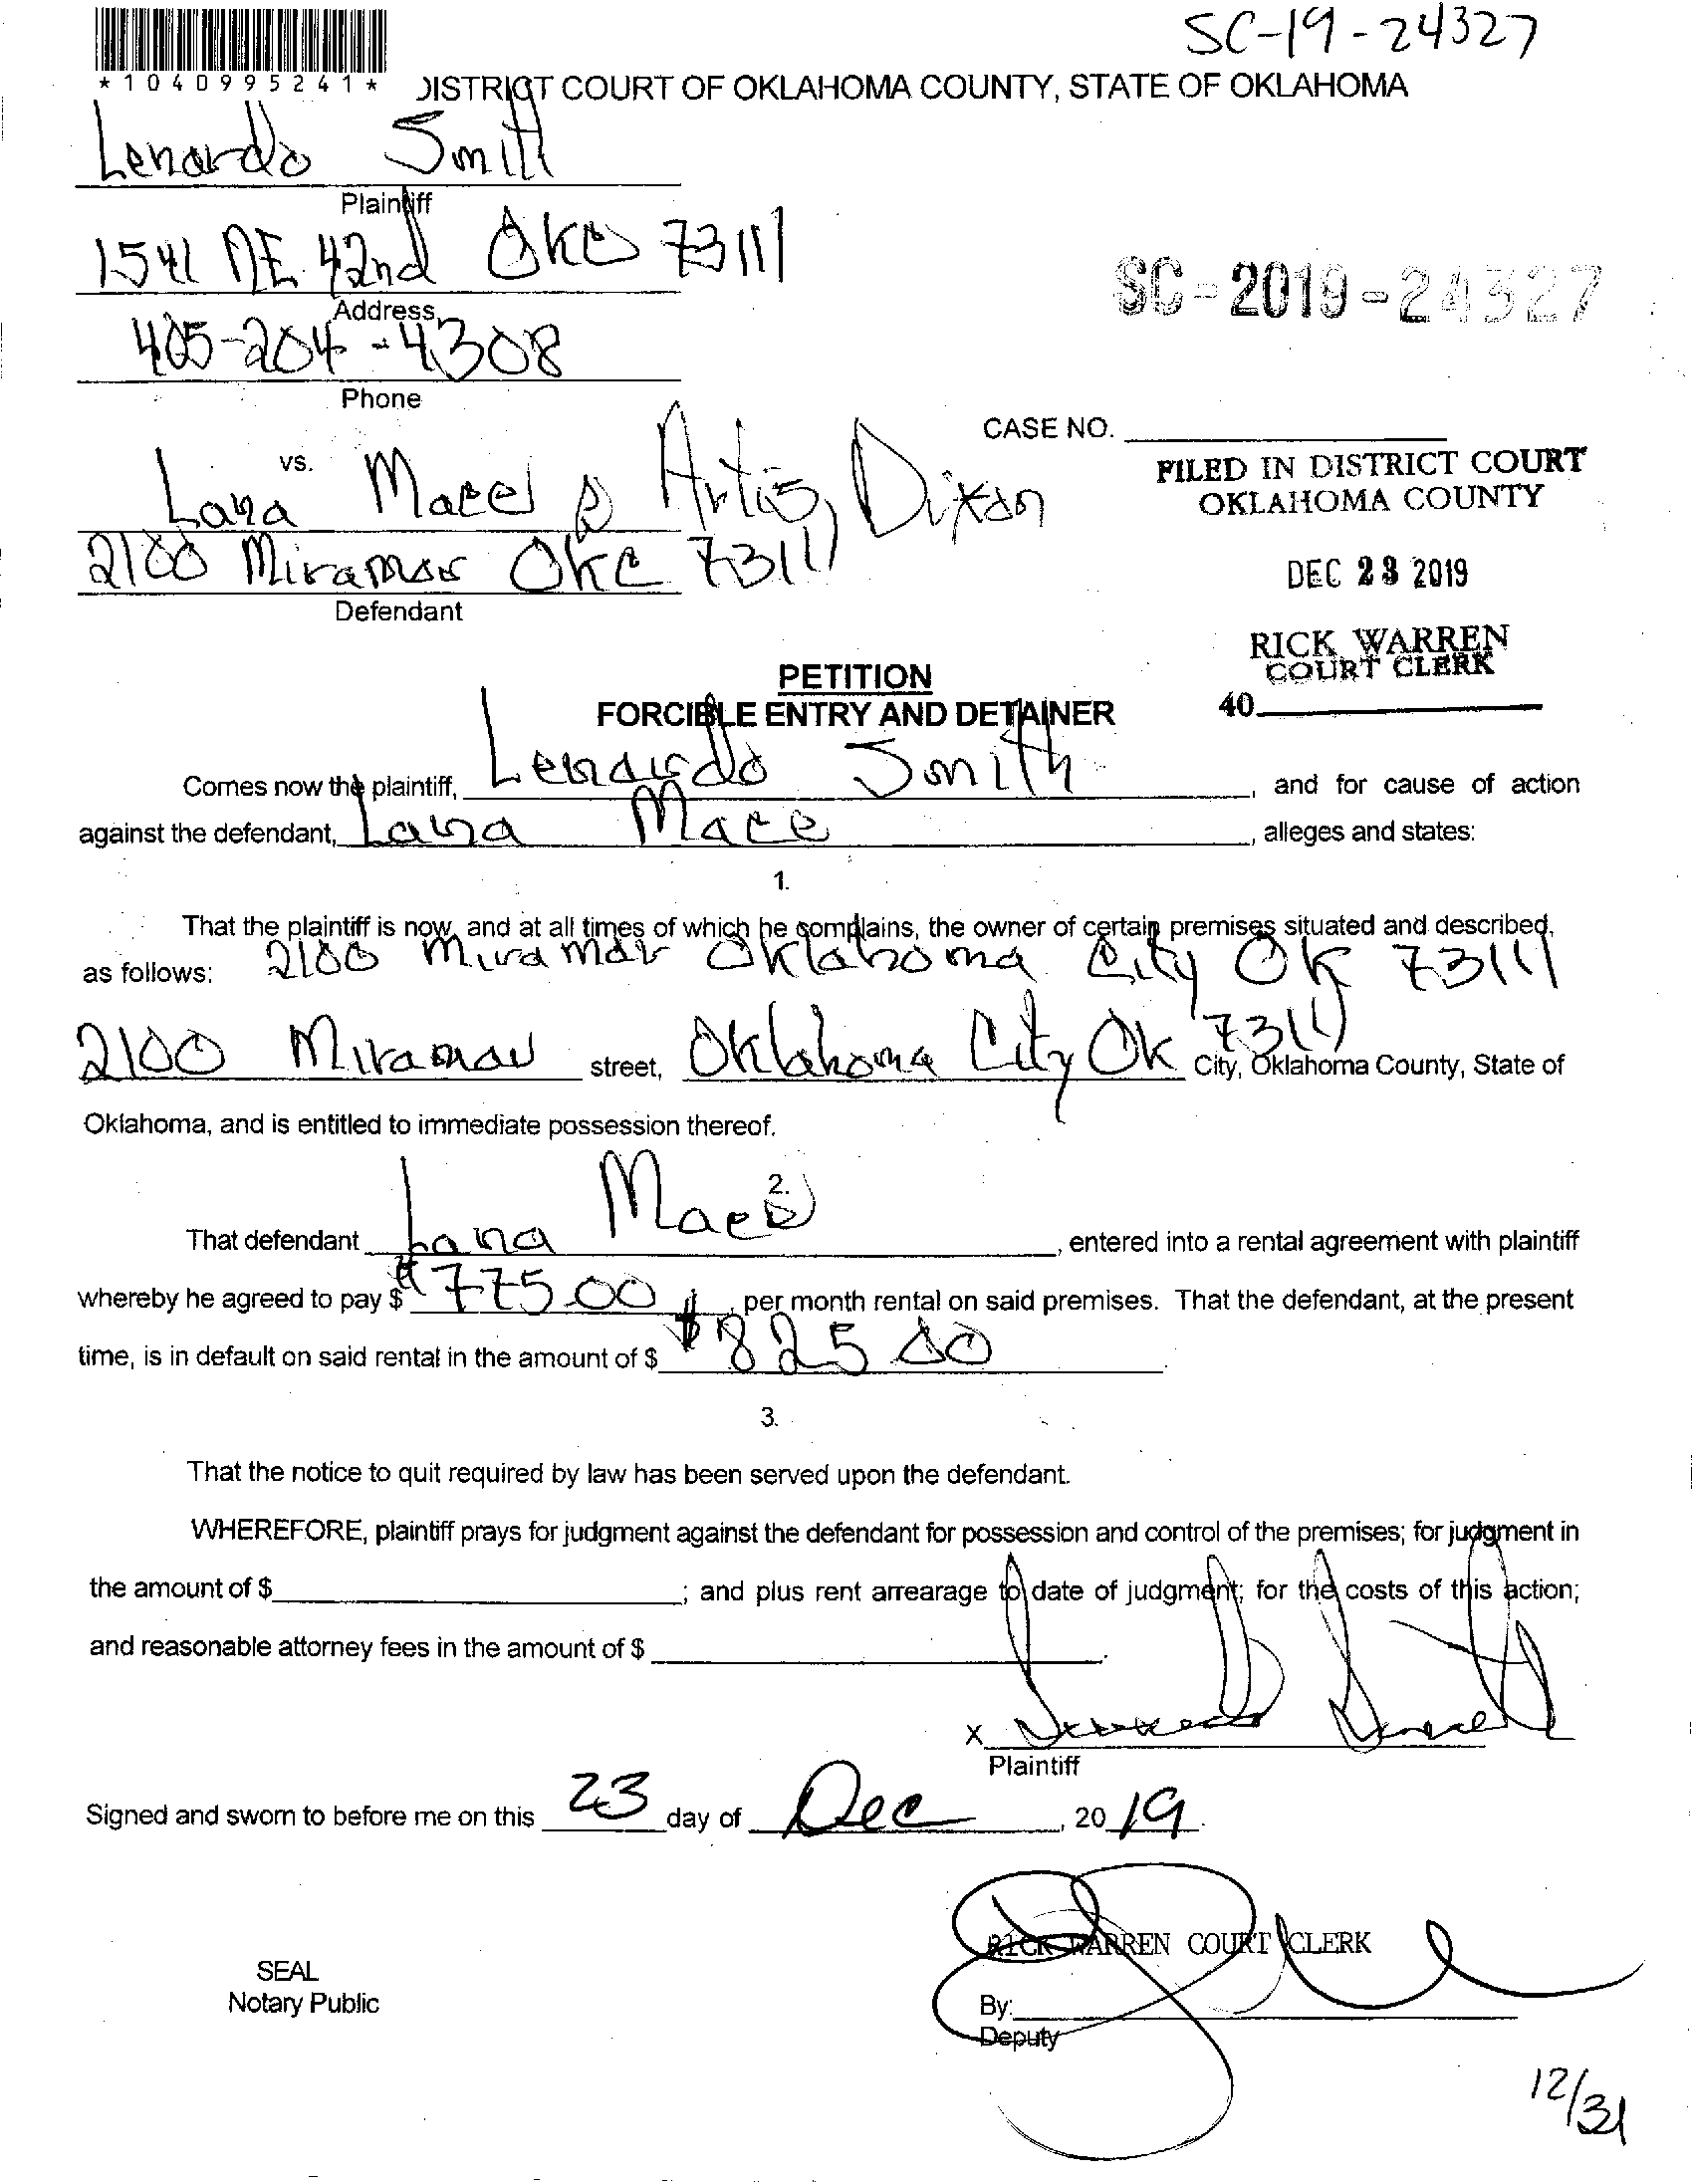 SC-19-24327
*1040995241*
DISTRICT COURT OF OKLAHOMA COUNTY, STATE OF OKLAHOMA
Lenardo Smith
Plaintiff
1541 NE 42nd OKC 73111
Address
SC-2019-24327
405-204-4308
Phone
CASE NO.
vs.
Lana Mace & Artis, Dixon
FILED IN DISTRICT COURT
OKLAHOMA COUNTY
2100 Miramar OKC 73111
Defendant
DEC 23 2019
RICK WARREN
COURT CLERK
40
PETITION
FORCIBLE ENTRY AND DETAINER
Comes now the plaintiff, Lenardo Smith, and for cause of action
against the defendant, Lana Mace, alleges and states:
1.
That the plaintiff is now, and at all times of which he complains, the owner of certain premises situated and described,
as follows: 2100 Miramar Oklahoma City OK 73111
2100 Miramar street, Oklahoma City OK 73111 City, Oklahoma County, State of
Oklahoma, and is entitled to immediate possession thereof.
2.
That defendant Lana Mace, entered into a rental agreement with plaintiff
whereby he agreed to pay $ $775.00, per month rental on said premises. That the defendant, at the present
time, is in default on said rental in the amount of $ $825 00.
3.
That the notice to quit required by law has been served upon the defendant.
WHEREFORE, plaintiff prays for judgment against the defendant for possession and control of the premises; for judgment in
the amount of $; and plus rent arrearage to date of judgment; for the costs of this action;
and reasonable attorney fees in the amount of $.
X Lenardo Smith
Plaintiff
Signed and sworn to before me on this 23 day of Dec, 2019.
RICK WARREN COURT CLERK
SEAL
Notary Public
By:
Deputy
12/31